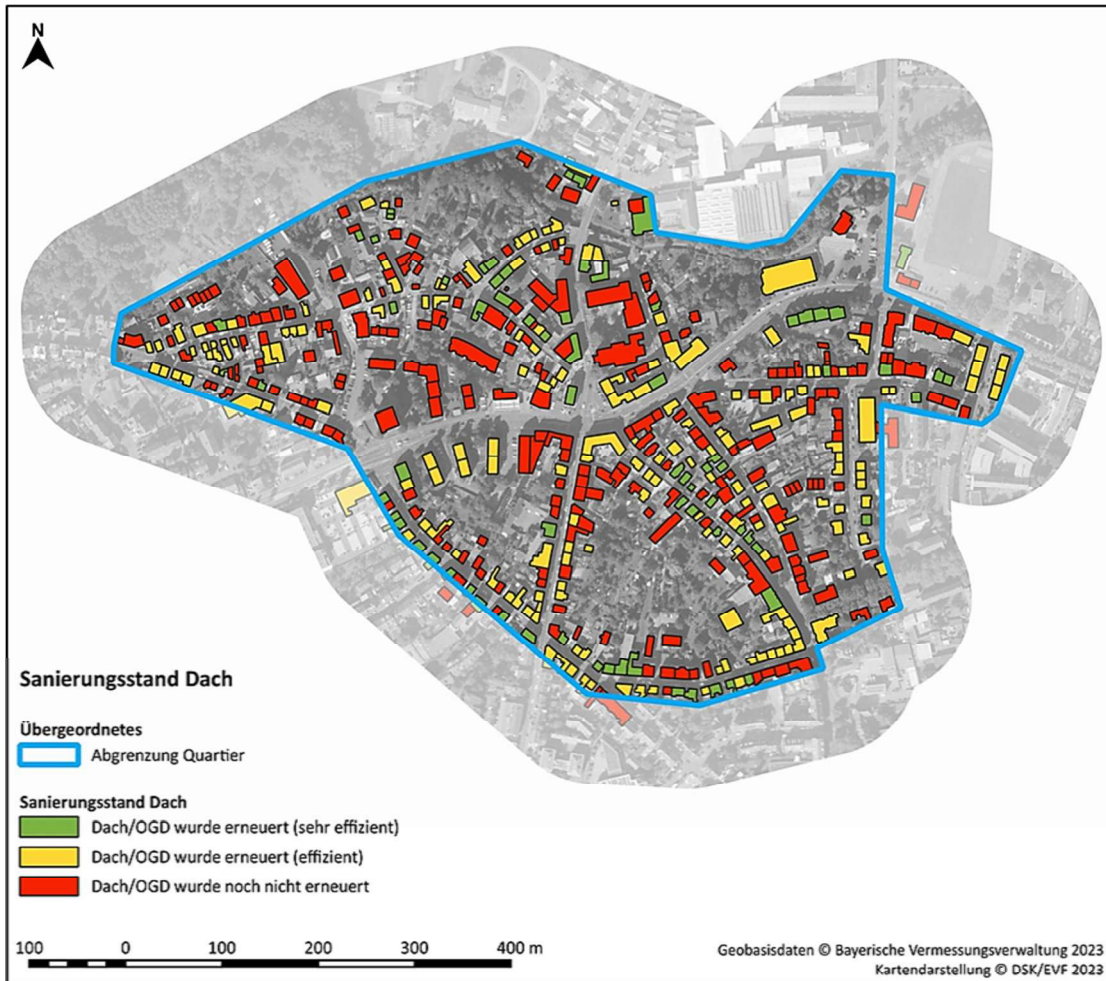 N
Sanierungsstand Dach
Übergeordnetes
Abgrenzung Quartier
Sanierungsstand Dach
Dach/OGD wurde erneuert (sehr effizient)
Dach/OGD wurde erneuert (effizient)
Dach/OGD wurde noch nicht erneuert
100 0 100 200 300 400 m
Geobasisdaten © Bayerische Vermessungsverwaltung 2023
Kartendarstellung © DSK/EVF 2023